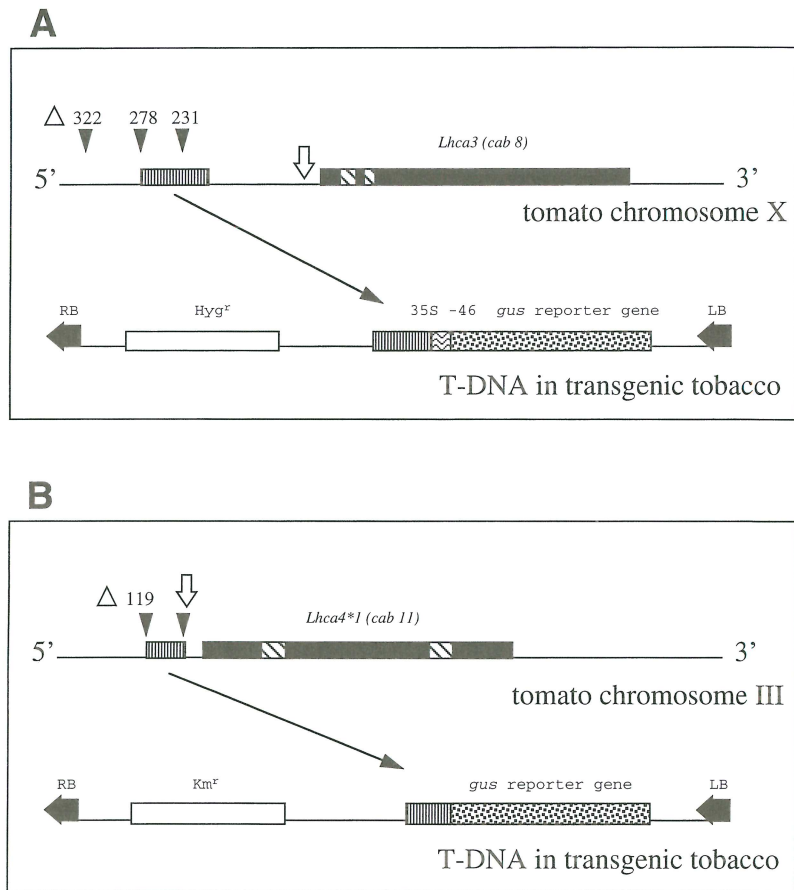 A
△ 322 278 231
Lhca3 (cab 8)
5’ 3’
tomato chromosome X
RB Hygʳ 35S -46 gus reporter gene LB
T-DNA in transgenic tobacco
B
△ 119
Lhca4*1 (cab 11)
5’ 3’
tomato chromosome III
RB Kmʳ gus reporter gene LB
T-DNA in transgenic tobacco